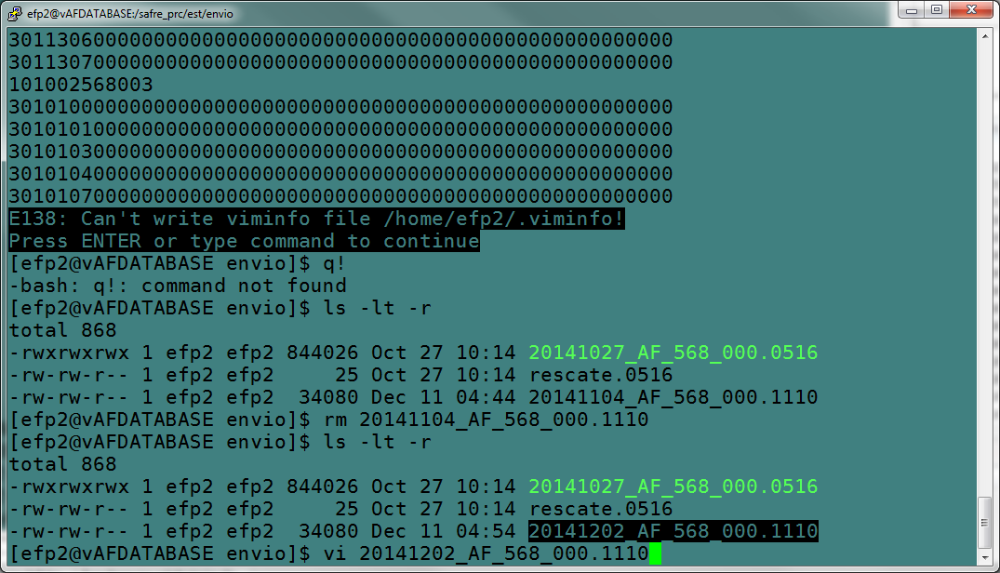 efp2@vAFDATABASE:/safre_prc/est/envio
3011306000000000000000000000000000000000000000000000000
3011307000000000000000000000000000000000000000000000000
101002568003
3010100000000000000000000000000000000000000000000000000
3010101000000000000000000000000000000000000000000000000
3010103000000000000000000000000000000000000000000000000
3010104000000000000000000000000000000000000000000000000
3010107000000000000000000000000000000000000000000000000
E138: Can't write viminfo file /home/efp2/.viminfo!
Press ENTER or type command to continue
[efp2@vAFDATABASE envio]$ q!
-bash: q!: command not found
[efp2@vAFDATABASE envio]$ ls -lt -r
total 868
-rwxrwxrwx 1 efp2 efp2 844026 Oct 27 10:14 20141027_AF_568_000.0516
-rw-rw-r-- 1 efp2 efp2     25 Oct 27 10:14 rescate.0516
-rw-rw-r-- 1 efp2 efp2  34080 Dec 11 04:44 20141104_AF_568_000.1110
[efp2@vAFDATABASE envio]$ rm 20141104_AF_568_000.1110
[efp2@vAFDATABASE envio]$ ls -lt -r
total 868
-rwxrwxrwx 1 efp2 efp2 844026 Oct 27 10:14 20141027_AF_568_000.0516
-rw-rw-r-- 1 efp2 efp2     25 Oct 27 10:14 rescate.0516
-rw-rw-r-- 1 efp2 efp2  34080 Dec 11 04:54 20141202_AF_568_000.1110
[efp2@vAFDATABASE envio]$ vi 20141202_AF_568_000.1110